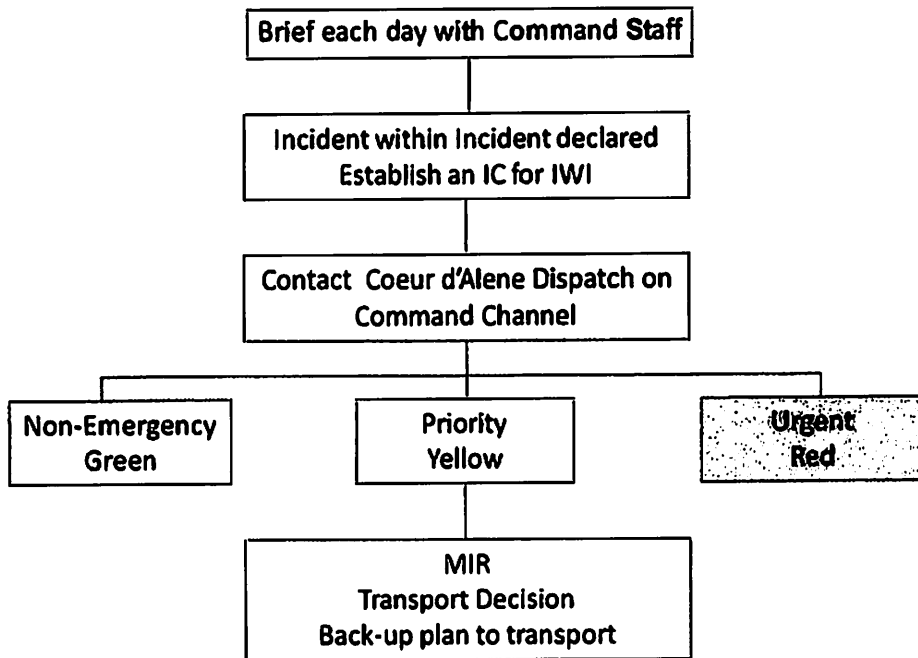 Brief each day with Command Staff
Incident within Incident declared
Establish an IC for IWI
Contact Coeur d'Alene Dispatch on
Command Channel
Non-Emergency
Green
Priority
Yellow
Urgent
Red
MIR
Transport Decision
Back-up plan to transport